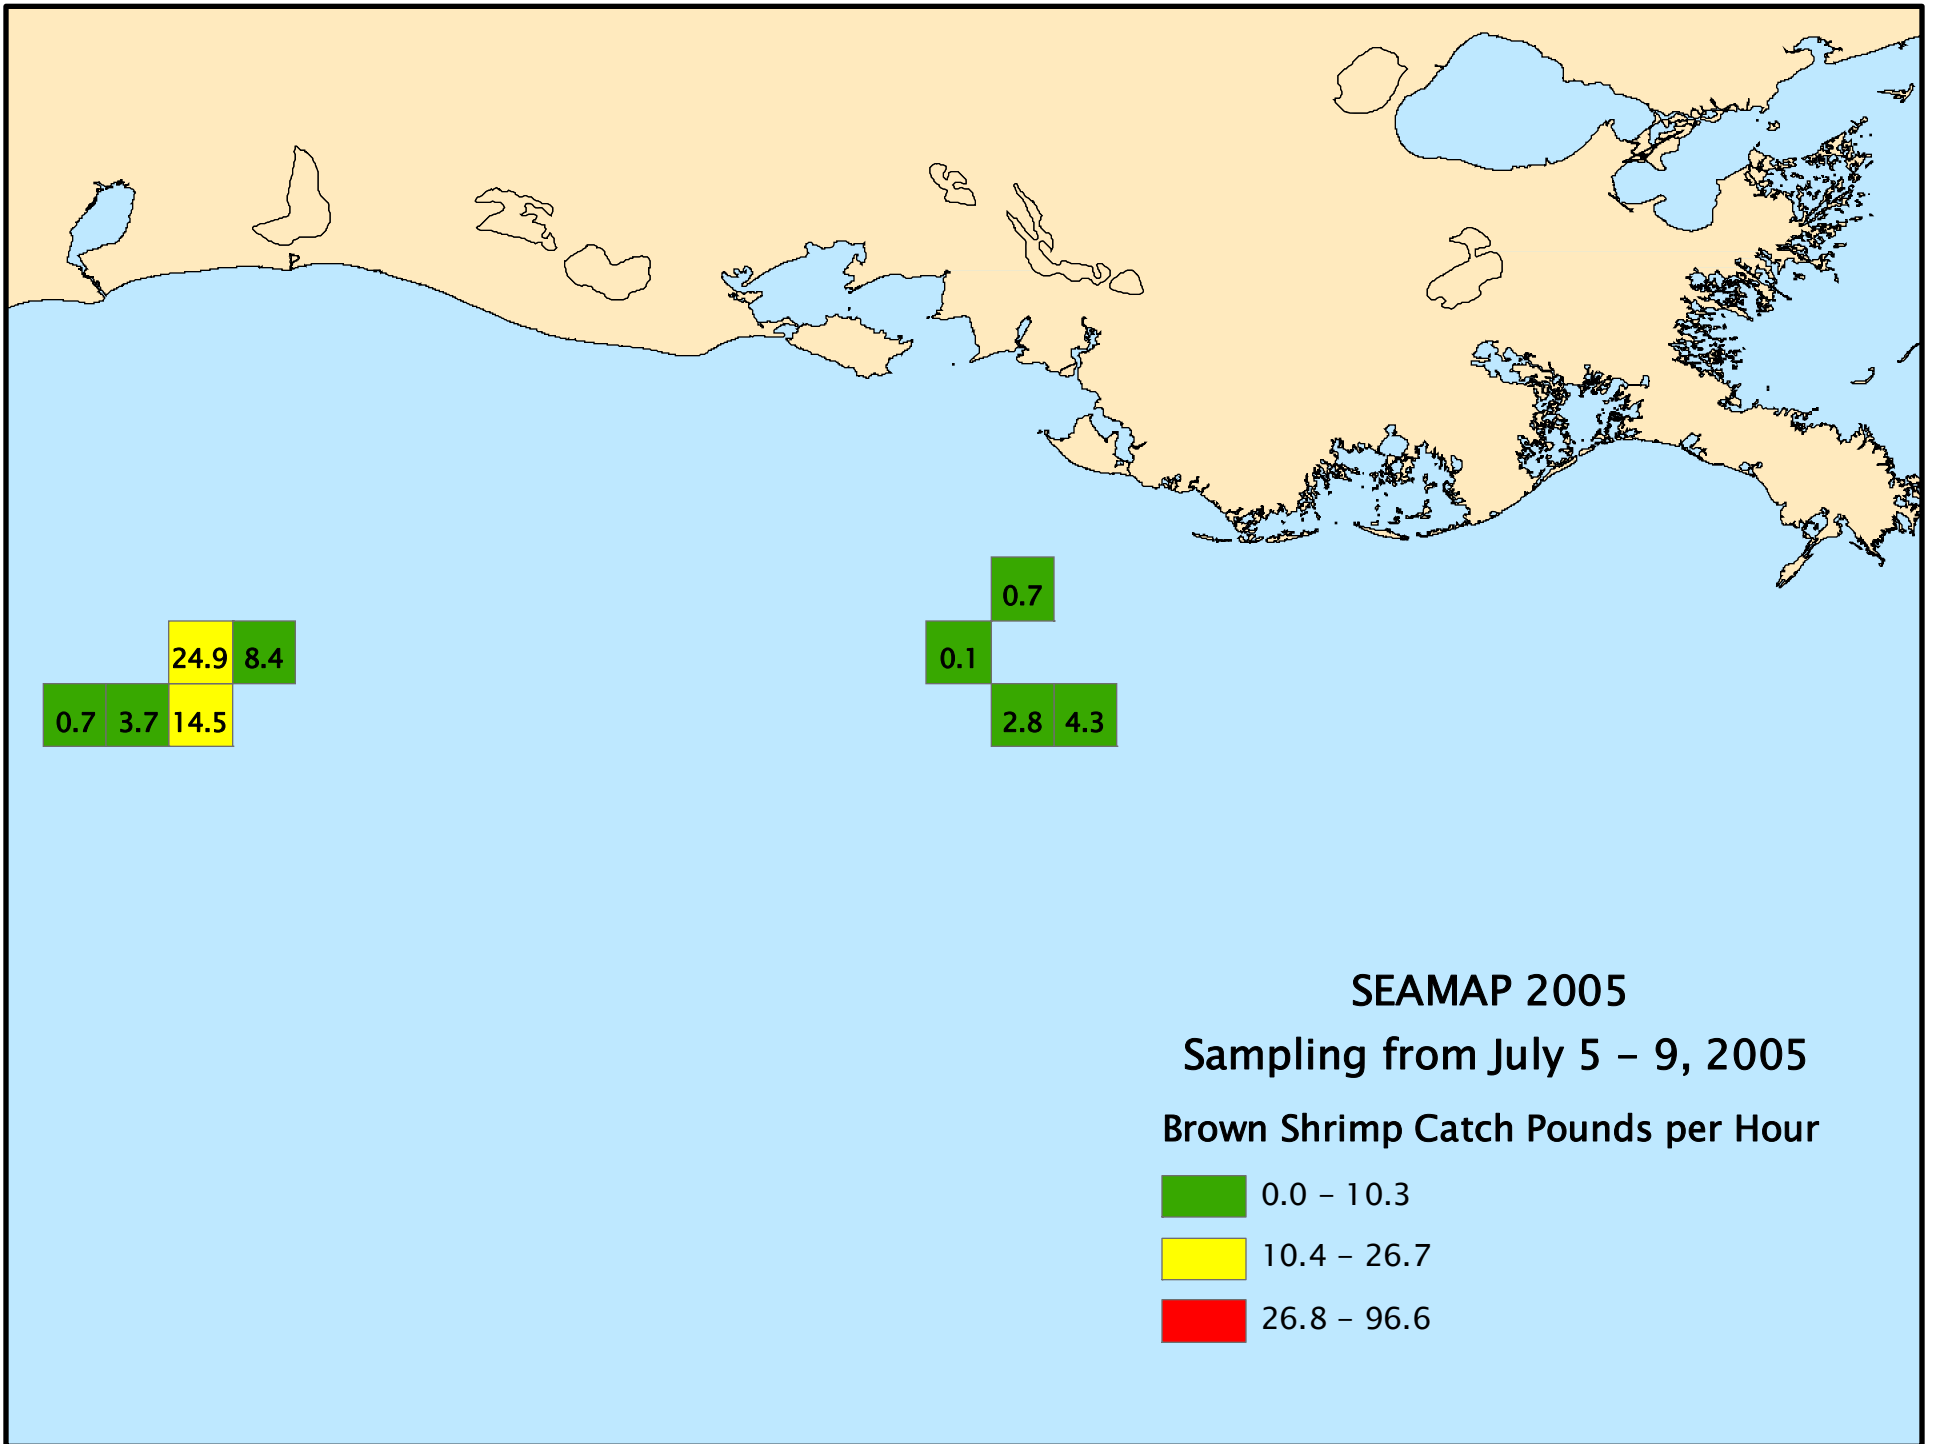 0.7
24.9 8.4
0.1
0.7 3.7 14.5
2.8 4.3
SEAMAP 2005
Sampling from July 5 – 9, 2005
Brown Shrimp Catch Pounds per Hour
0.0 – 10.3
10.4 – 26.7
26.8 – 96.6